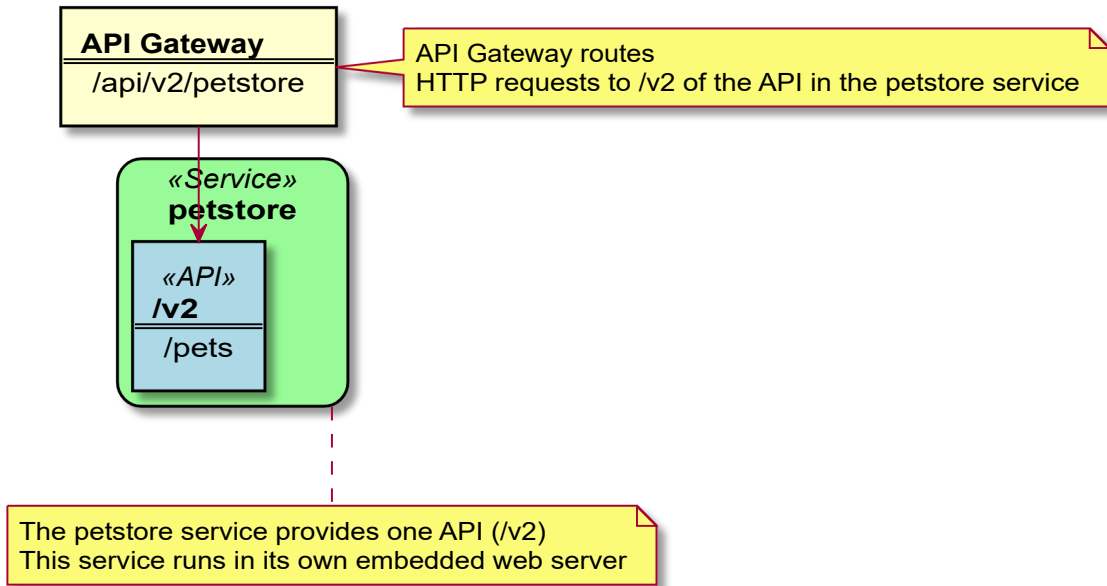 API Gateway
/api/v2/petstore
API Gateway routes
HTTP requests to /v2 of the API in the petstore service
«Service»
petstore
«API»
/v2
/pets
The petstore service provides one API (/v2)
This service runs in its own embedded web server